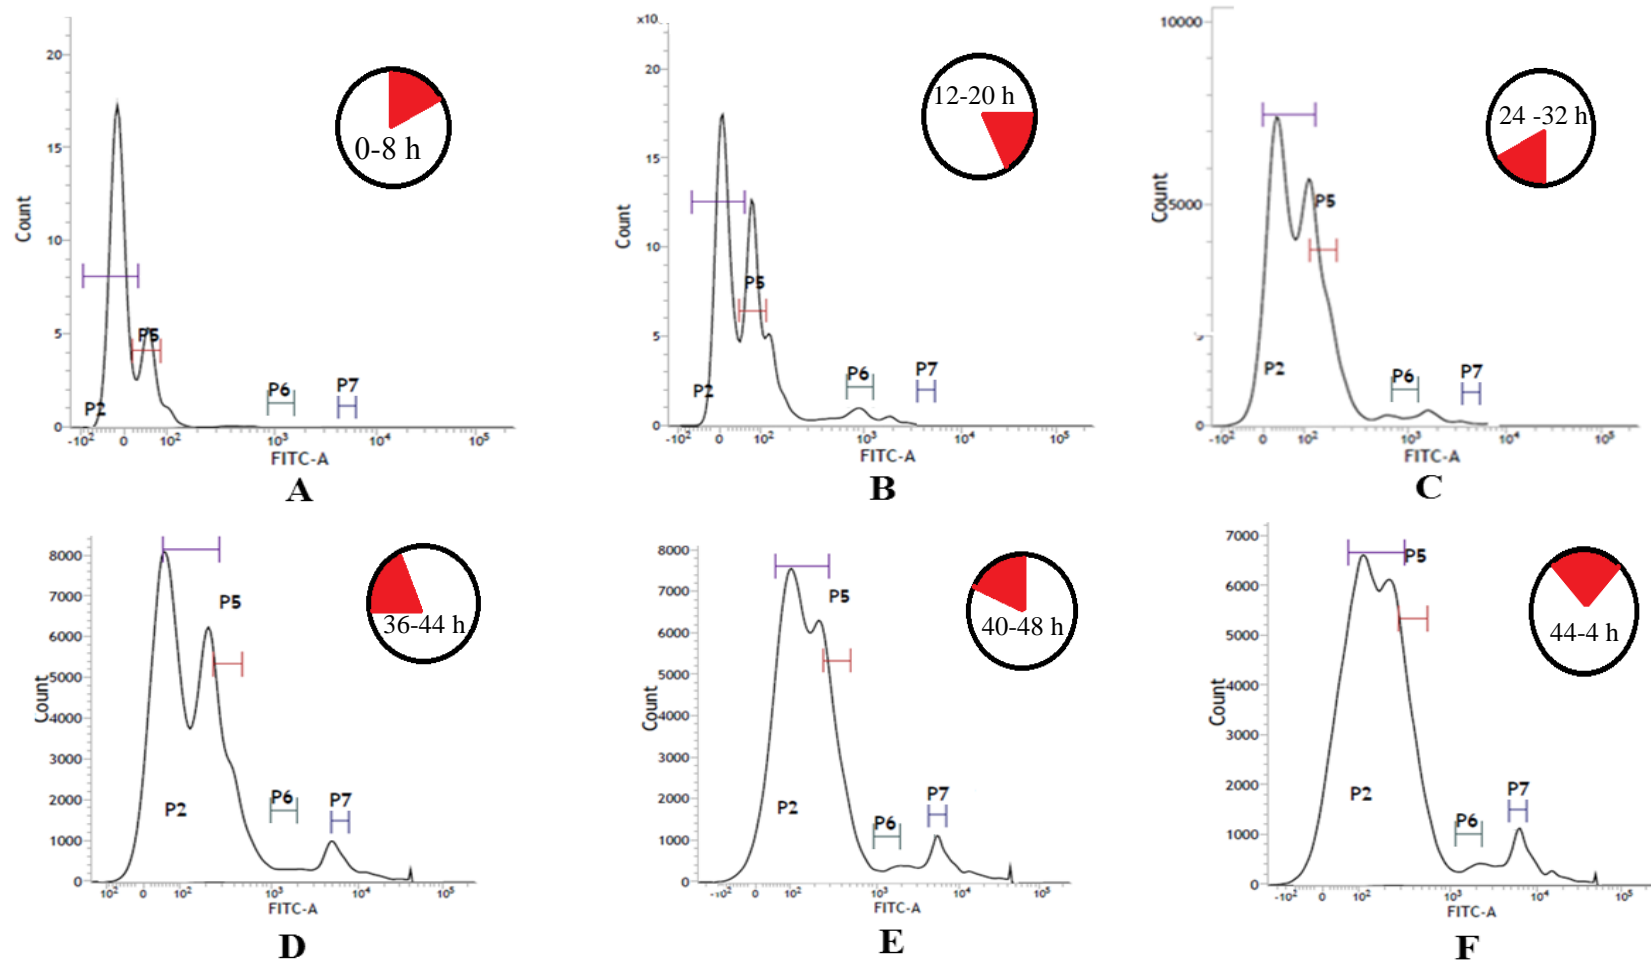 20
15
10
5
0
Count
0-8 h
P5
P2
P6
P7
-10²
0
10²
10³
10⁴
10⁵
FITC-A
A
x10
20
15
10
5
0
Count
12-20 h
P5
P2
P6
P7
-10²
0
10²
10³
10⁴
10⁵
FITC-A
B
10000
5000
0
Count
24 -32 h
P5
P2
P6
P7
-10²
0
10²
10³
10⁴
10⁵
FITC-A
C
8000
7000
6000
5000
4000
3000
2000
1000
0
Count
36-44 h
P5
P2
P6
P7
10²
0
10²
10³
10⁴
10⁵
FITC-A
D
8000
7000
6000
5000
4000
3000
2000
1000
0
Count
40-48 h
P5
P2
P6
P7
-10²
0
10²
10³
10⁴
10⁵
FITC-A
E
7000
6000
5000
4000
3000
2000
1000
0
Count
44-4 h
P5
P2
P6
P7
-10²
0
10²
10³
10⁴
10⁵
FITC-A
F